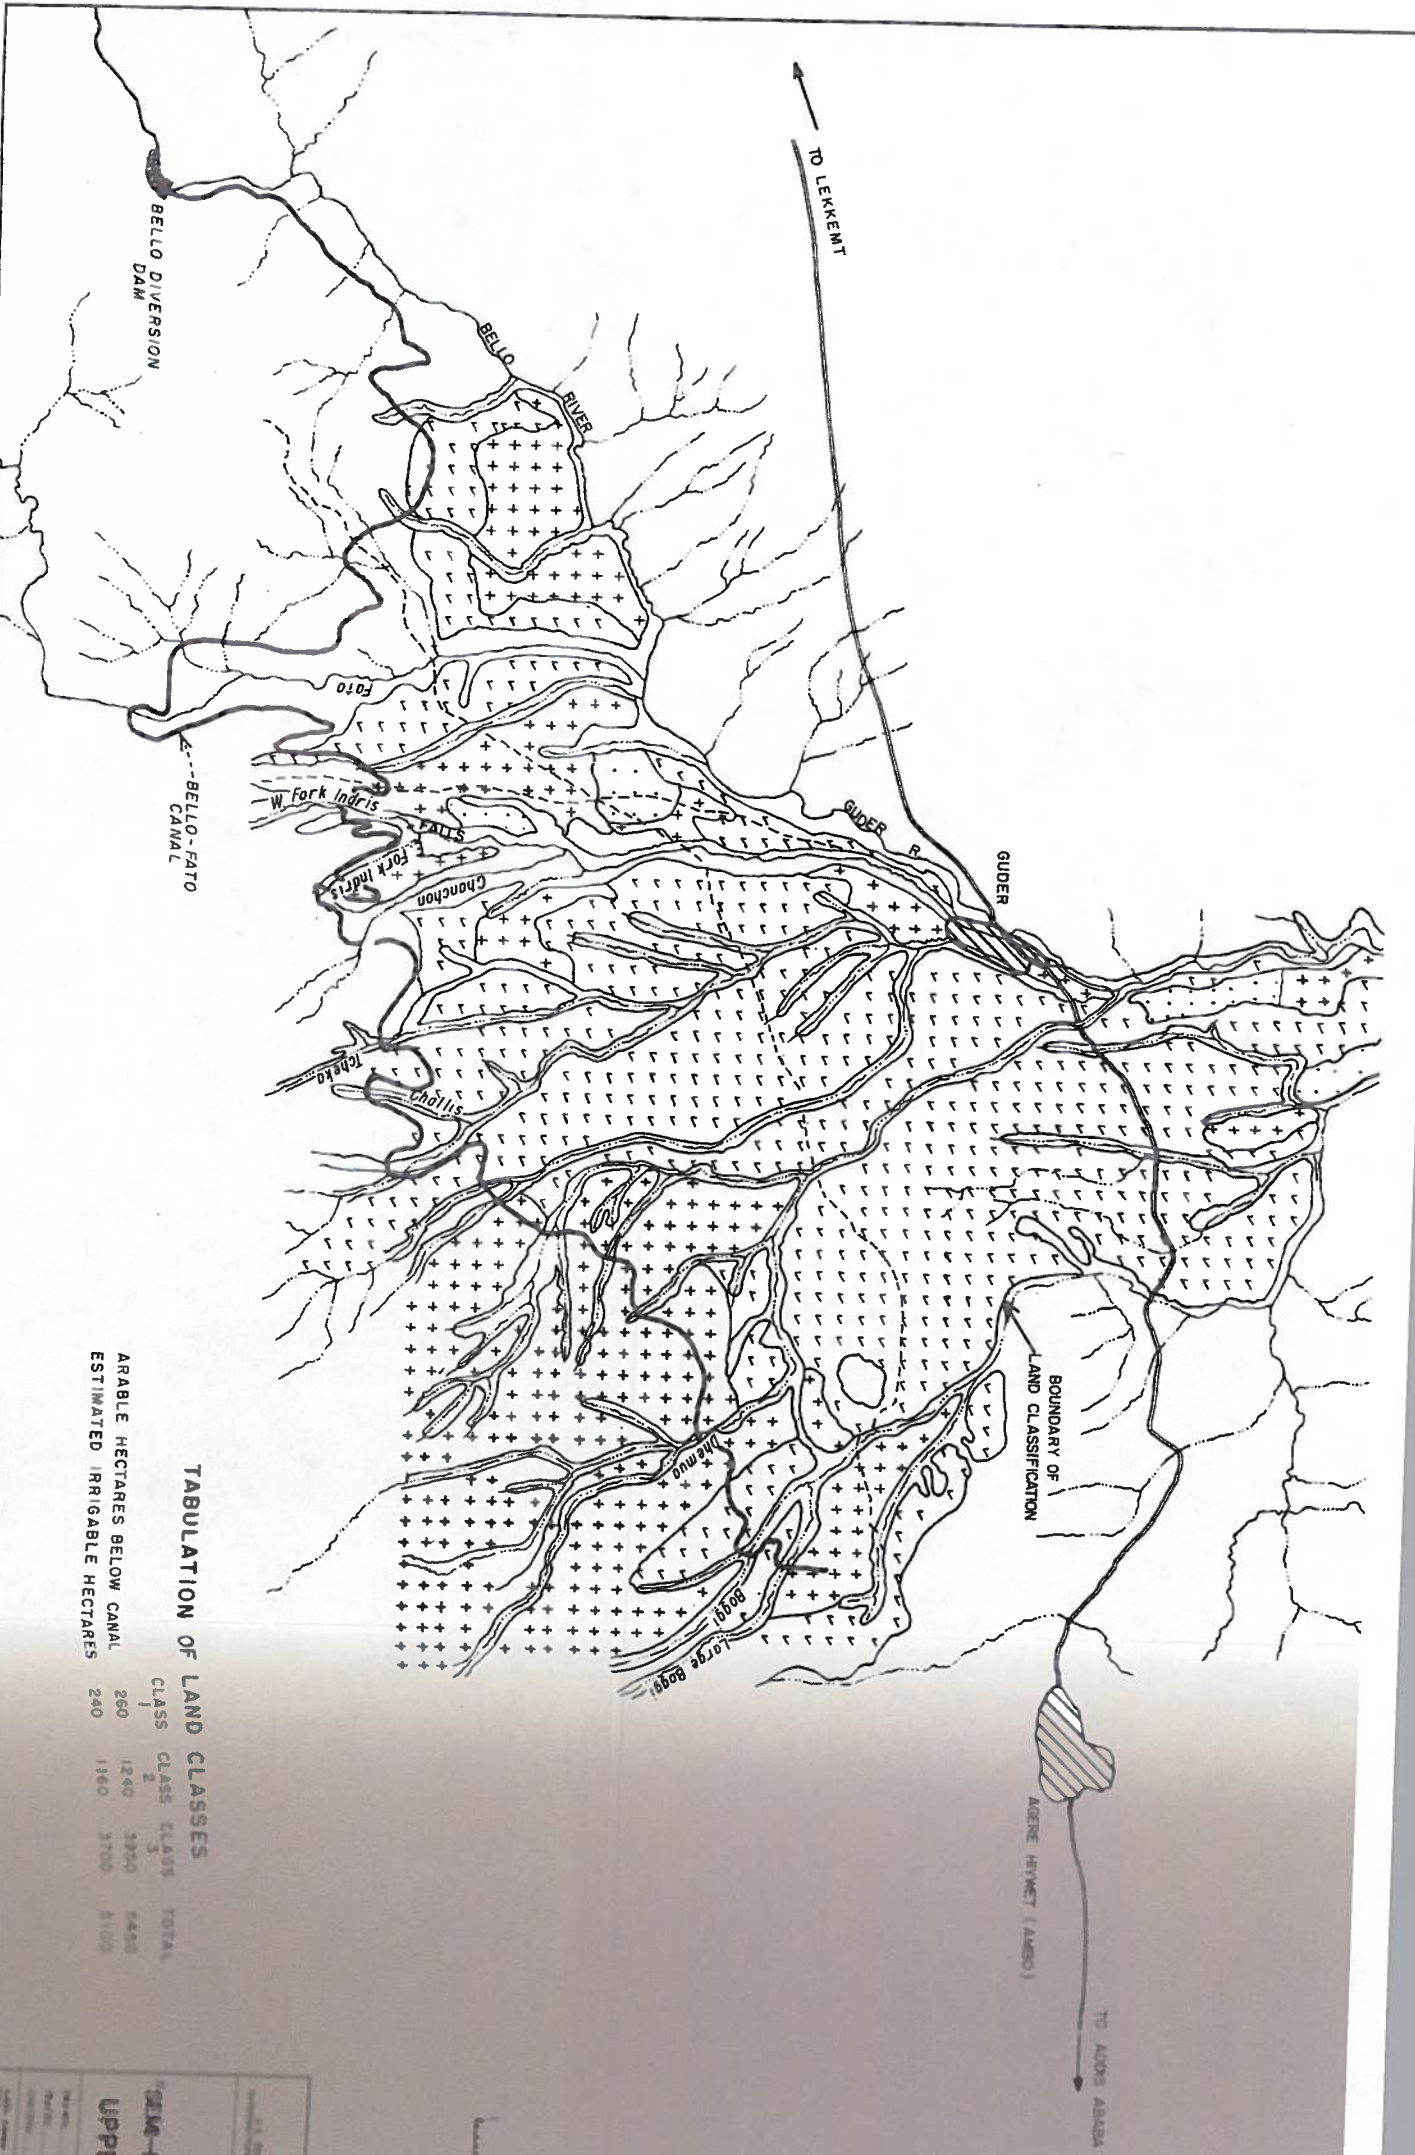 TO LEKKEMT
BELLO DIVERSION
DAM
BELLO
RIVER
Fato
BELLO-FATO
CANAL
W. Fork Indris
FALLS
E. Fork Indris
Chanchon
GUDER R.
GUDER
Tcheka
Challis
BOUNDARY OF
LAND CLASSIFICATION
Dhemua
Boggi
Large Boggi
AGERE HIYWET (AMBO)
TO ADDIS ABABA
TABULATION OF LAND CLASSES
CLASS CLASS CLASS TOTAL
1 2 3
ARABLE HECTARES BELOW CANAL 260 1240 3950 5450
ESTIMATED IRRIGABLE HECTARES 240 1160 3700 5100
UPP